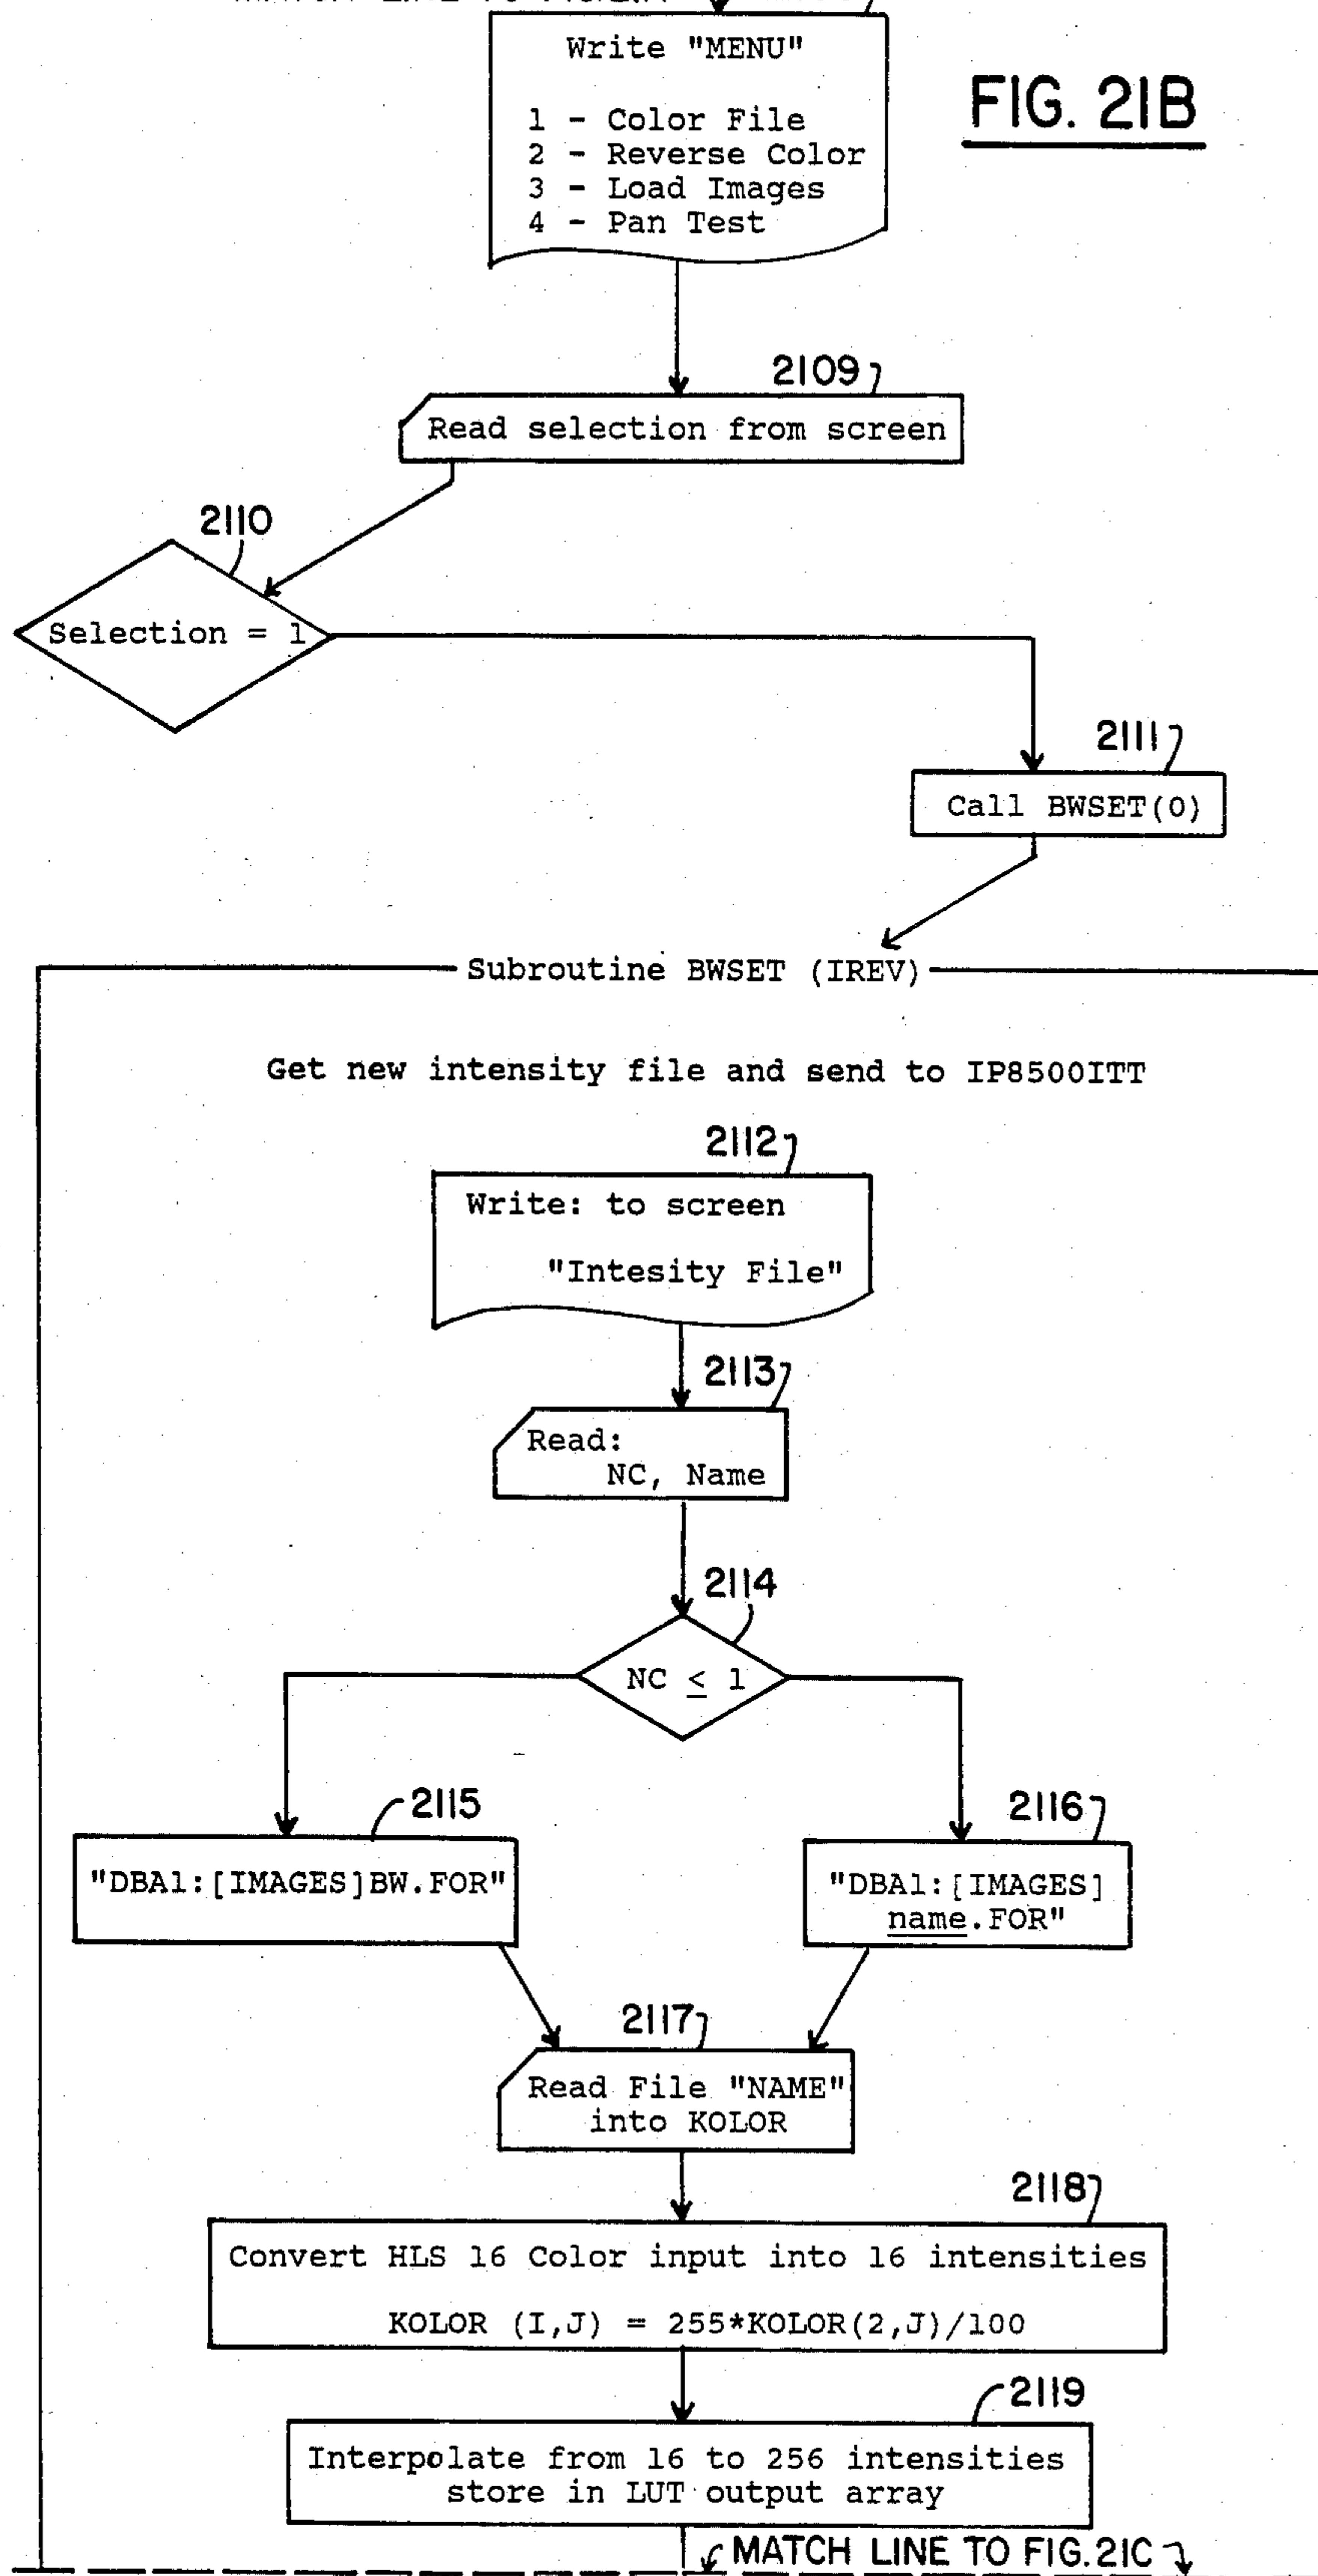 Write "MENU"
FIG. 21B
1 - Color File
2 - Reverse Color
3 - Load Images
4 - Pan Test
2109
Read selection from screen
2110
Selection = 1
2111
Call BWSET(0)
Subroutine BWSET (IREV)
Get new intensity file and send to IP8500ITT
2112
Write: to screen
"Intesity File"
2113
Read:
NC, Name
2114
NC ≤ 1
2115
2116
"DBA1:[IMAGES]BW.FOR"
"DBA1:[IMAGES]
name.FOR"
2117
Read File "NAME"
into KOLOR
2118
Convert HLS 16 Color input into 16 intensities
KOLOR (I,J) = 255*KOLOR(2,J)/100
2119
Interpolate from 16 to 256 intensities
store in LUT output array
MATCH LINE TO FIG. 21C